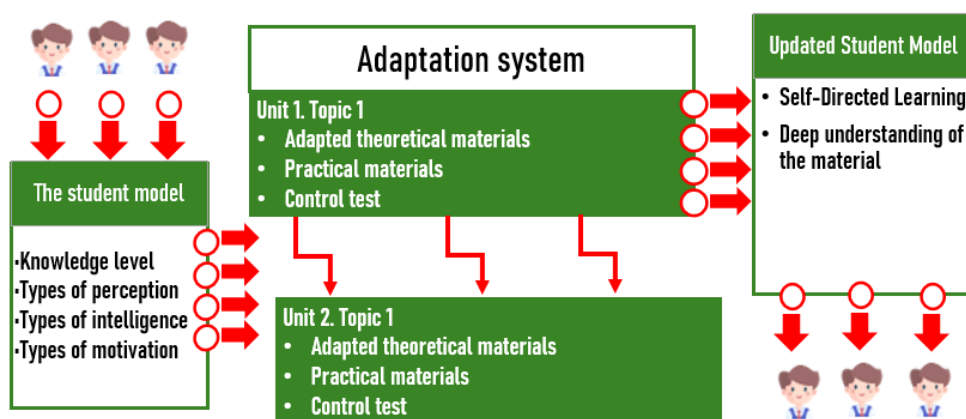 The student model
·Knowledge level
·Types of perception
·Types of intelligence
·Types of motivation
Adaptation system
Unit 1. Topic 1
• Adapted theoretical materials
• Practical materials
• Control test
Unit 2. Topic 1
• Adapted theoretical materials
• Practical materials
• Control test
Updated Student Model
• Self-Directed Learning
• Deep understanding of
the material